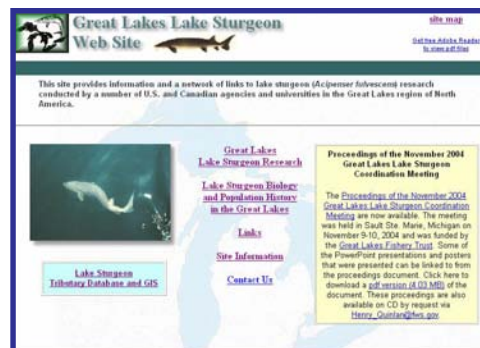 Great Lakes Lake Sturgeon
Web Site
site map
Get free Adobe Reader
to view pdf files
This site provides information and a network of links to lake sturgeon (Acipenser fulvescens) research
conducted by a number of U.S. and Canadian agencies and universities in the Great Lakes region of North
America.
Great Lakes
Lake Sturgeon Research
Lake Sturgeon Biology
and Population History
in the Great Lakes
Links
Site Information
Contact Us
Lake Sturgeon
Tributary Database and GIS
Proceedings of the November 2004
Great Lakes Lake Sturgeon
Coordination Meeting
The Proceedings of the November 2004
Great Lakes Lake Sturgeon Coordination
Meeting are now available. The meeting
was held in Sault Ste. Marie, Michigan on
November 9-10, 2004 and was funded by
the Great Lakes Fishery Trust. Some of
the PowerPoint presentations and posters
that were presented can be linked to from
the proceedings document. Click here to
download a pdf version (4.03 MB) of the
document. These proceedings are also
available on CD by request via
Henry_Quinlan@fws.gov.